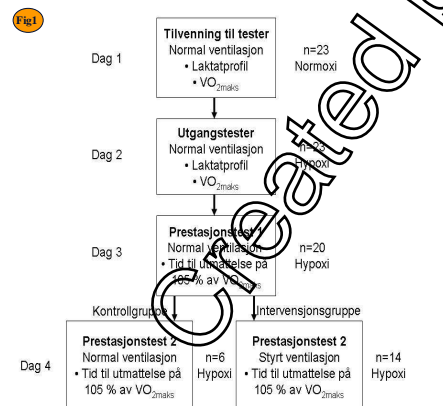 Fig1
Tilvenning til tester
Normal ventilasjon
• Laktatprofil
• VO2maks
Dag 1
n=23
Normoxi
Utgangstester
Normal ventilasjon
• Laktatprofil
• VO2maks
Dag 2
n=23
Hypoxi
Prestasjonstest 1
Normal ventilasjon
• Tid til utmattelse på
105 % av VO2maks
Dag 3
n=20
Hypoxi
Kontrollgruppe
Intervensjonsgruppe
Prestasjonstest 2
Normal ventilasjon
• Tid til utmattelse på
105 % av VO2maks
Dag 4
n=6
Hypoxi
Prestasjonstest 2
Styrt ventilasjon
• Tid til utmattelse på
105 % av VO2maks
n=14
Hypoxi
Created